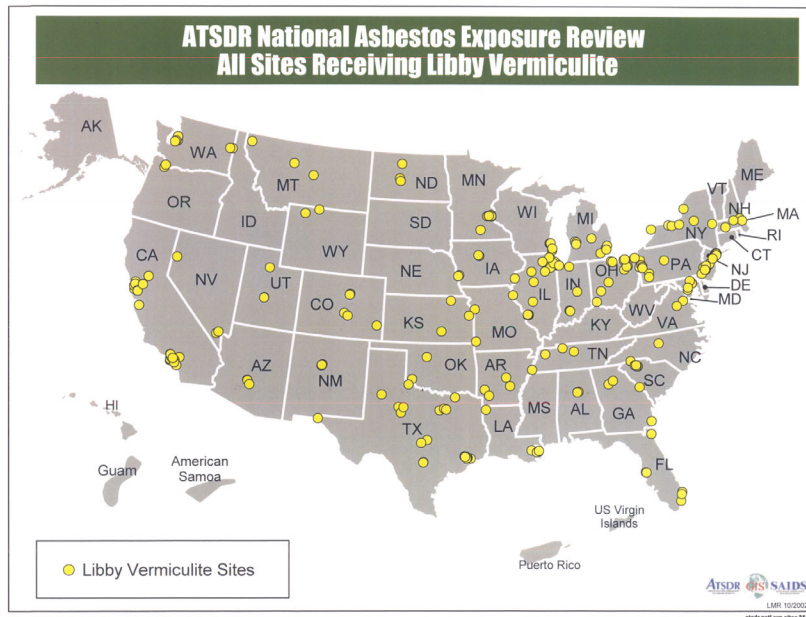 ATSDR National Asbestos Exposure Review
All Sites Receiving Libby Vermiculite
AK
WA
MT
ND
MN
VT
ME
NH
MA
OR
ID
SD
WI
MI
NY
RI
WY
CT
CA
NV
NE
IA
PA
NJ
UT
CO
IL
IN
OH
DE
MD
KS
MO
KY
WV
VA
AZ
NM
OK
AR
TN
NC
SC
HI
TX
LA
MS
AL
GA
Guam
American
Samoa
FL
US Virgin
Islands
Puerto Rico
Libby Vermiculite Sites
ATSDR GIS SAIDS
LMR 10/2002